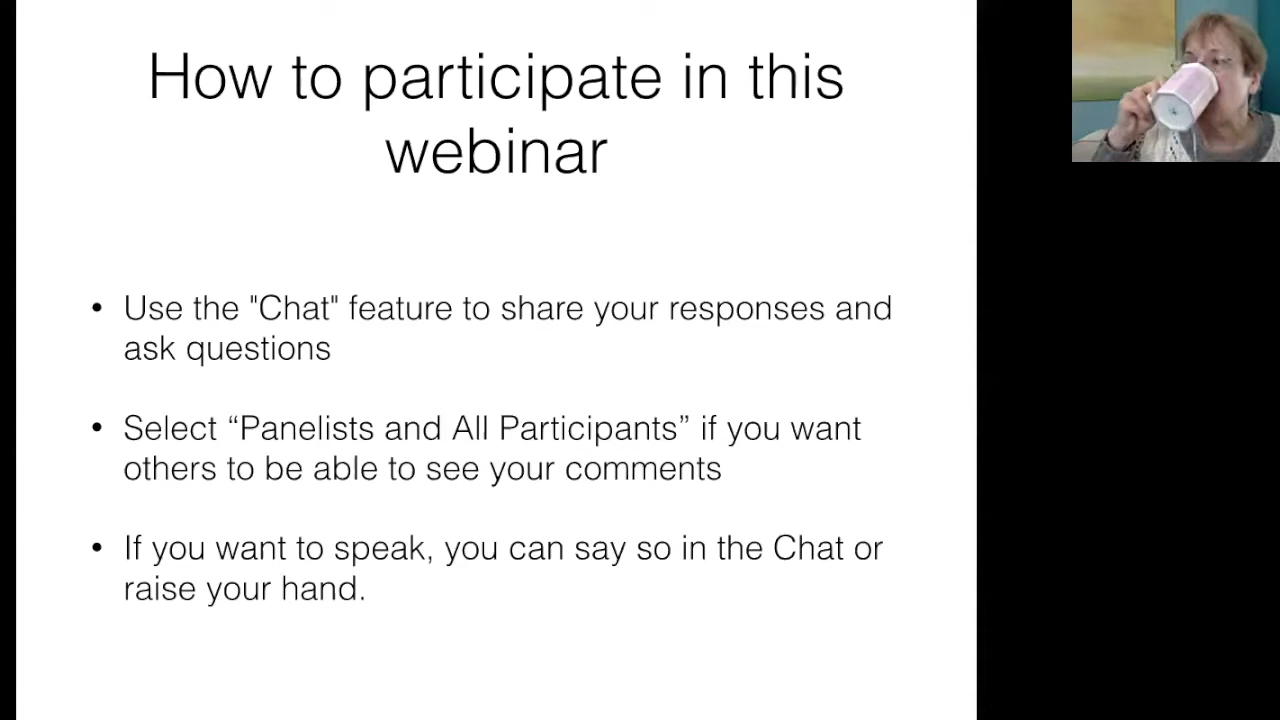 How to participate in this
webinar
• Use the "Chat" feature to share your responses and
ask questions
• Select “Panelists and All Participants” if you want
others to be able to see your comments
• If you want to speak, you can say so in the Chat or
raise your hand.